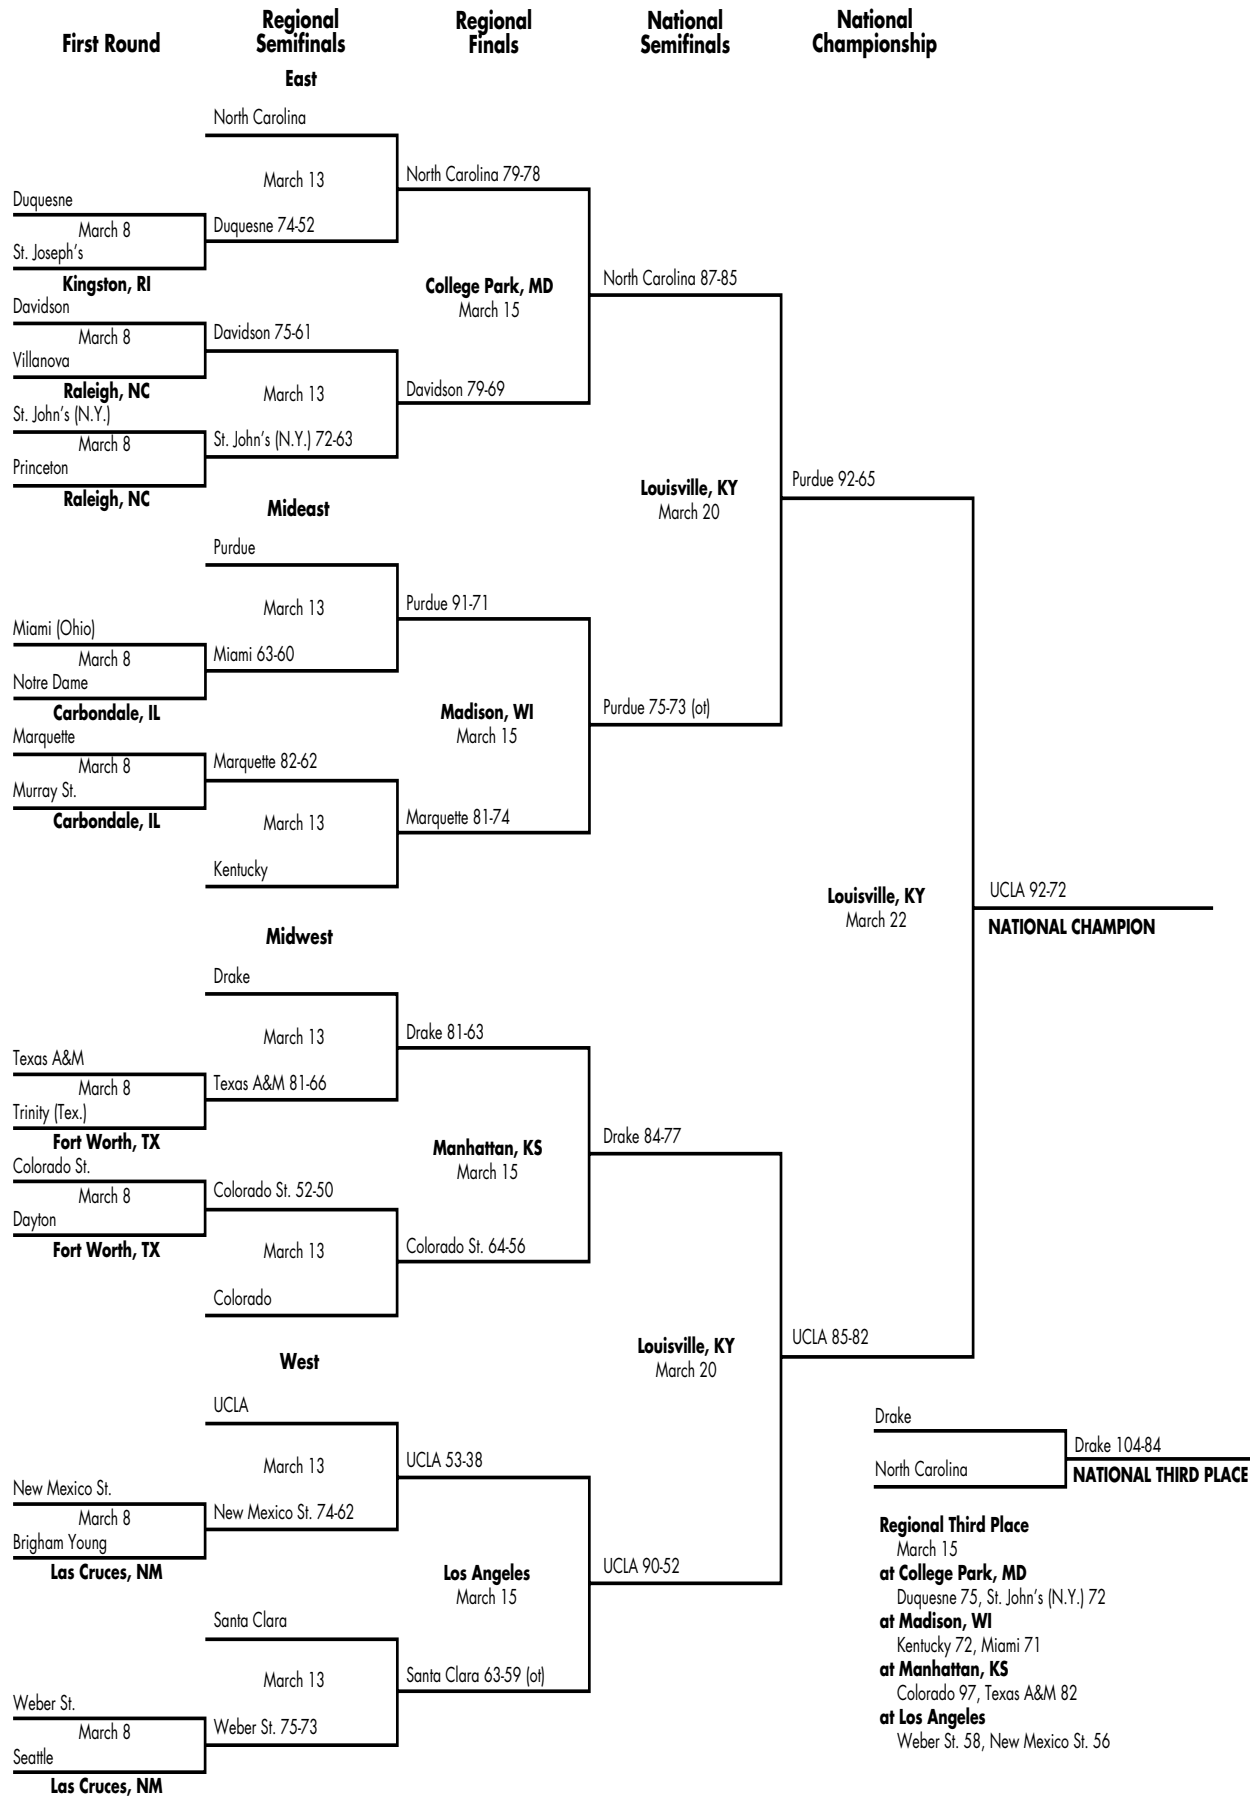 First Round
Regional
Semifinals
Regional
Finals
National
Semifinals
National
Championship
East
North Carolina
March 13
North Carolina 79-78
Duquesne
March 8
Duquesne 74-52
St. Joseph's
Kingston, RI
College Park, MD
March 15
North Carolina 87-85
Davidson
March 8
Davidson 75-61
Villanova
Raleigh, NC
March 13
Davidson 79-69
St. John's (N.Y.)
March 8
St. John's (N.Y.) 72-63
Princeton
Raleigh, NC
Louisville, KY
March 20
Purdue 92-65
Mideast
Purdue
March 13
Purdue 91-71
Miami (Ohio)
March 8
Miami 63-60
Notre Dame
Carbondale, IL
Madison, WI
March 15
Purdue 75-73 (ot)
Marquette
March 8
Marquette 82-62
Murray St.
Carbondale, IL
March 13
Marquette 81-74
Kentucky
Louisville, KY
March 22
UCLA 92-72
NATIONAL CHAMPION
Midwest
Drake
March 13
Drake 81-63
Texas A&M
March 8
Texas A&M 81-66
Trinity (Tex.)
Fort Worth, TX
Manhattan, KS
March 15
Drake 84-77
Colorado St.
March 8
Colorado St. 52-50
Dayton
Fort Worth, TX
March 13
Colorado St. 64-56
Colorado
Louisville, KY
March 20
UCLA 85-82
West
UCLA
March 13
UCLA 53-38
New Mexico St.
March 8
New Mexico St. 74-62
Brigham Young
Las Cruces, NM
Los Angeles
March 15
UCLA 90-52
Santa Clara
March 13
Santa Clara 63-59 (ot)
Weber St.
March 8
Weber St. 75-73
Seattle
Las Cruces, NM
Drake
Drake 104-84
North Carolina
NATIONAL THIRD PLACE
Regional Third Place
March 15
at College Park, MD
Duquesne 75, St. John's (N.Y.) 72
at Madison, WI
Kentucky 72, Miami 71
at Manhattan, KS
Colorado 97, Texas A&M 82
at Los Angeles
Weber St. 58, New Mexico St. 56